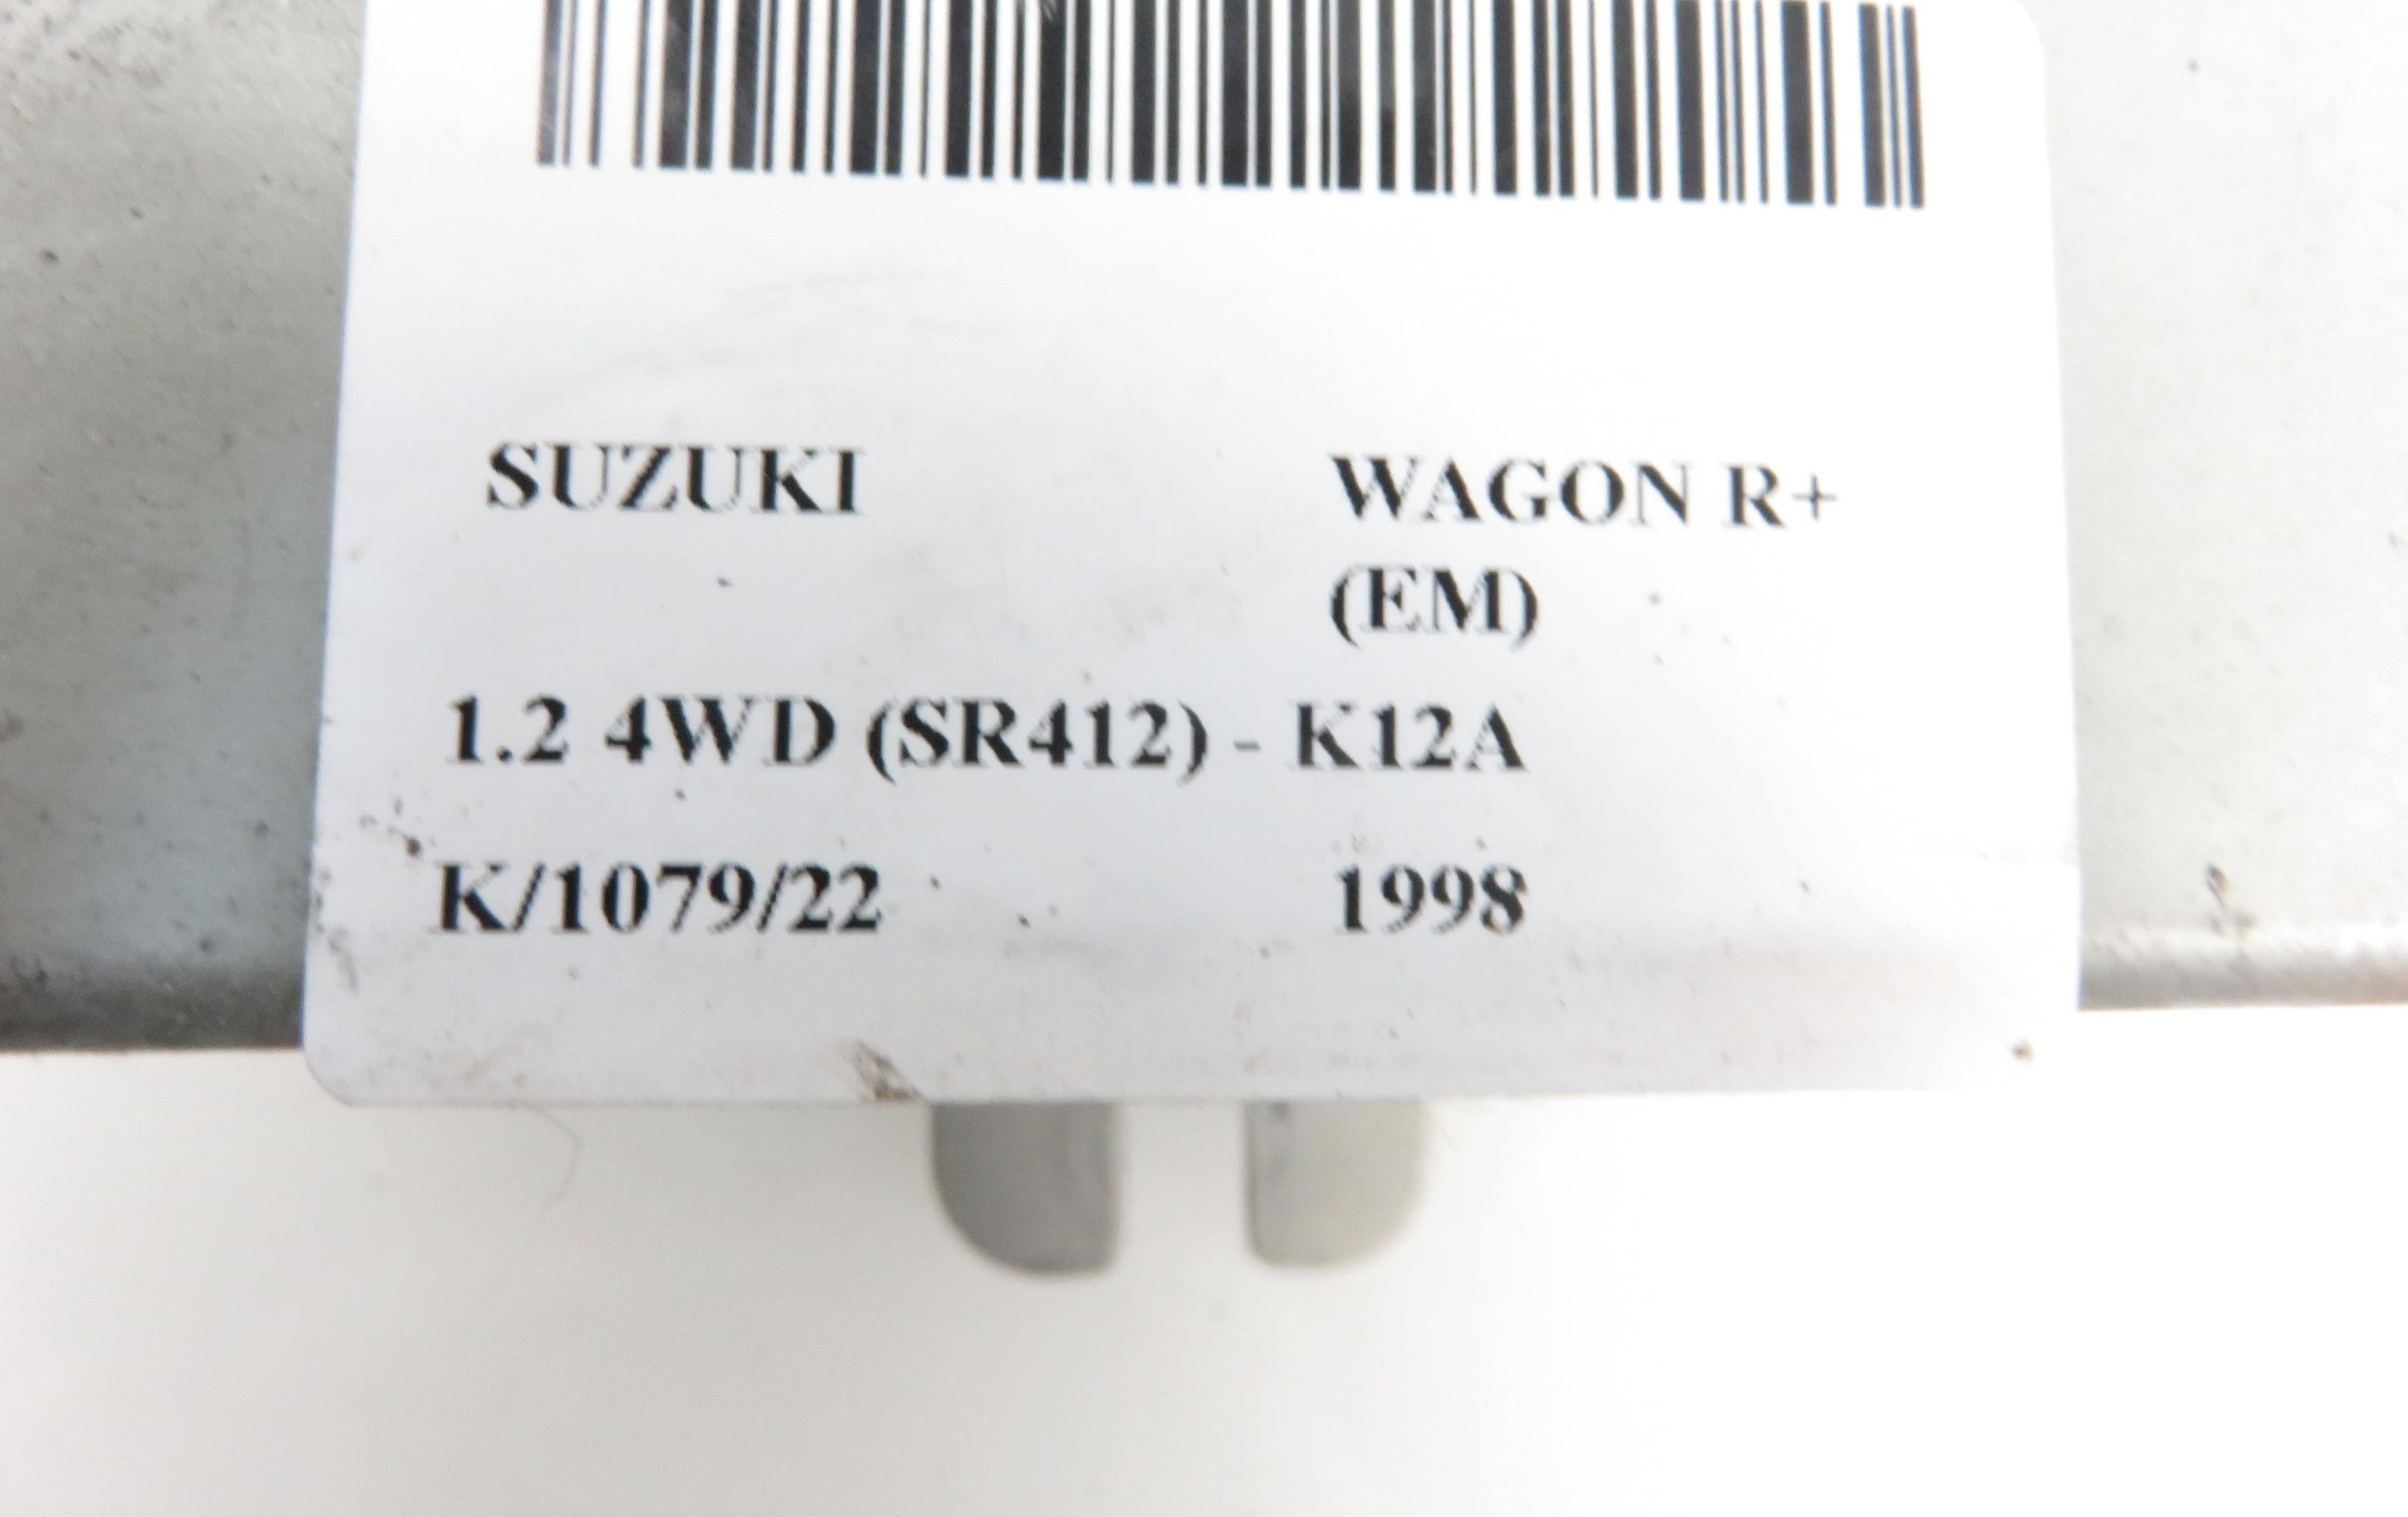 SUZUKI WAGON R+
(EM)
1.2 4WD (SR412) - K12A
K/1079/22 1998